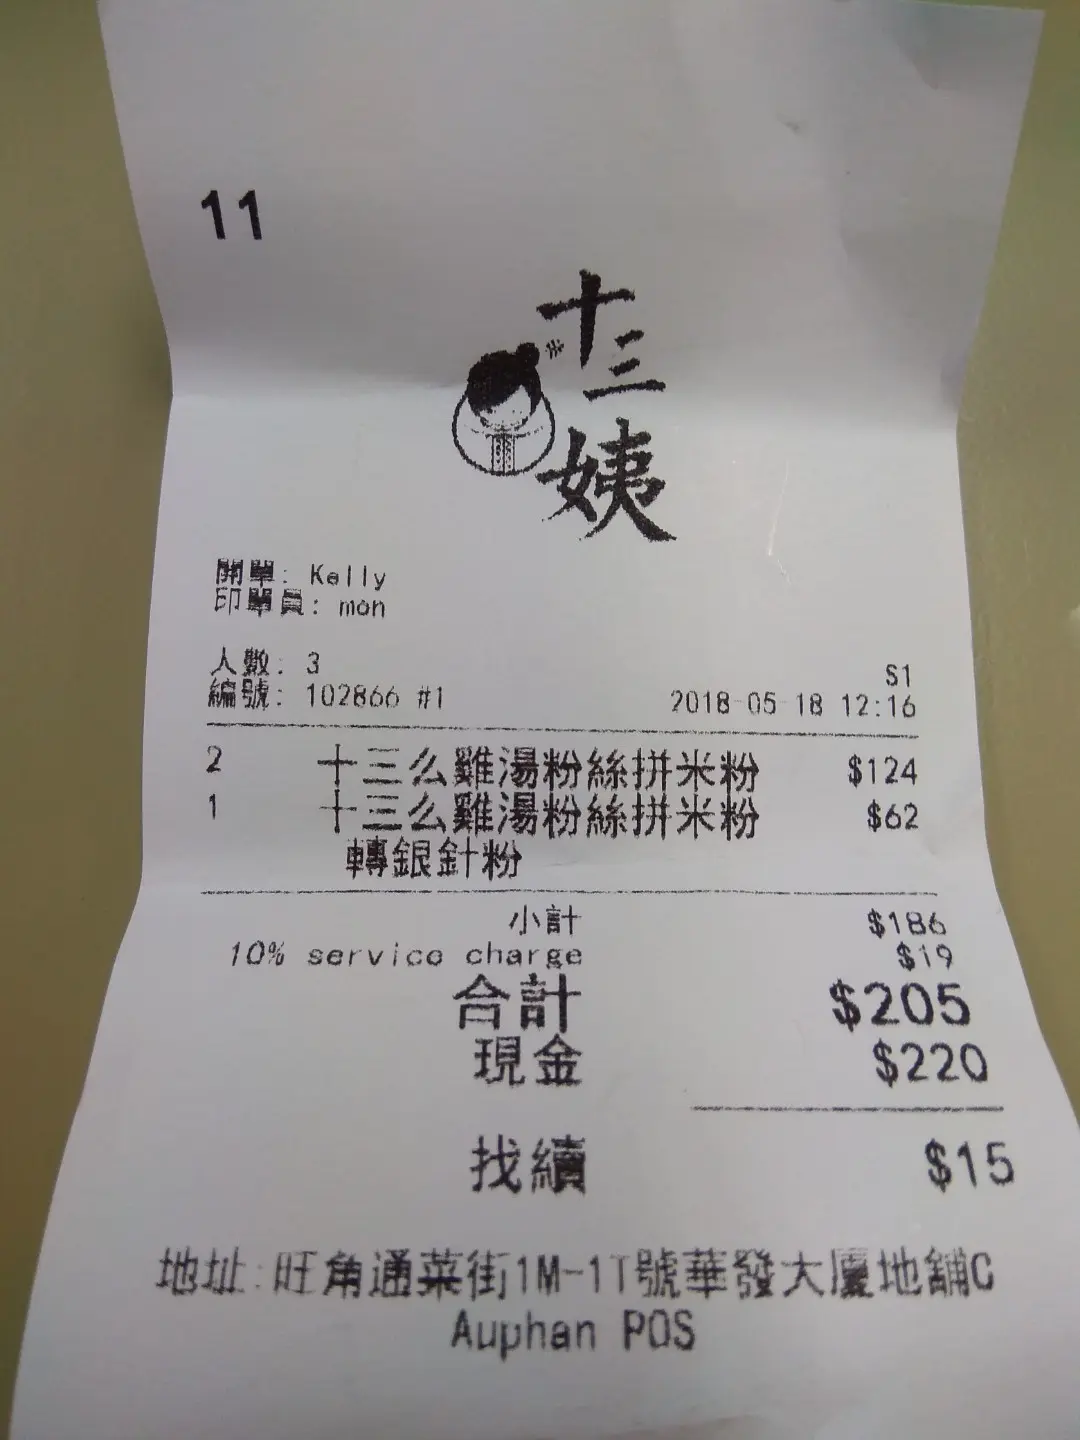 11
十三姨
開單: Kelly
印單員: mon
人數: 3
S1
編號: 102866 #1 2018-05-18 12:16
2 十三么雞湯粉絲拼米粉 $124
1 十三么雞湯粉絲拼米粉 $62
轉銀針粉
小計 $186
10% service charge $19
合計 $205
現金 $220
找續 $15
地址:旺角通菜街1M-1T號華發大廈地舖C
Auphan POS